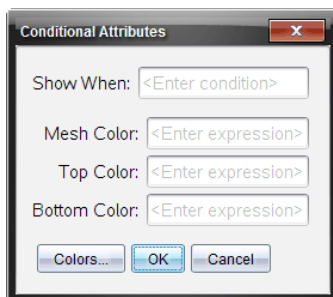 Conditional Attributes
Show When: <Enter condition>
Mesh Color: <Enter expression>
Top Color: <Enter expression>
Bottom Color: <Enter expression>
Colors... OK Cancel